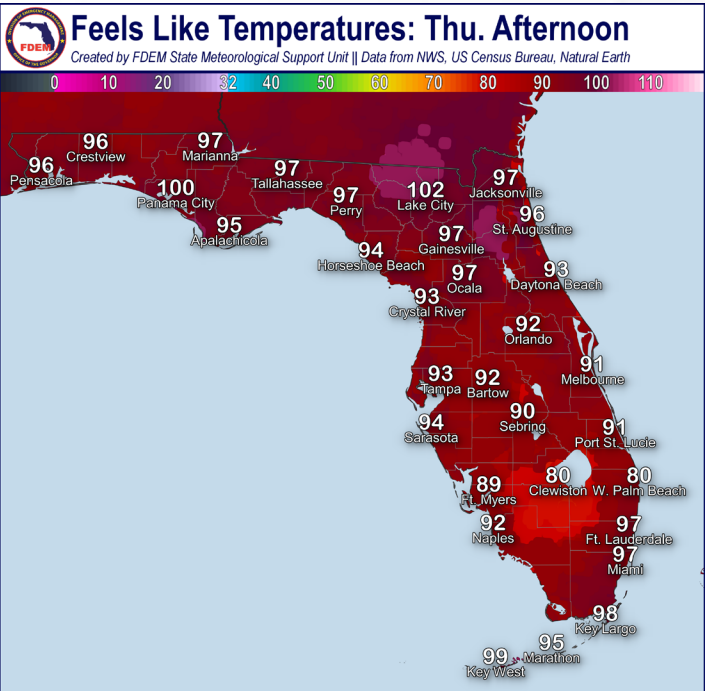 Feels Like Temperatures: Thu. Afternoon
Created by FDEM State Meteorological Support Unit || Data from NWS, US Census Bureau, Natural Earth
FDEM
0 10 20 32 40 50 60 70 80 90 100 110
96
Crestview
97
Marianna
96
Pensacola
97
Tallahassee
100
Panama City
97
Perry
102
Lake City
97
Jacksonville
95
Apalachicola
96
St. Augustine
97
Gainesville
94
Horseshoe Beach
97
Ocala
93
Daytona Beach
93
Crystal River
92
Orlando
91
Melbourne
93
Tampa
92
Bartow
90
Sebring
94
Sarasota
91
Port St. Lucie
80
Clewiston
80
W. Palm Beach
89
Ft. Myers
92
Naples
97
Ft. Lauderdale
97
Miami
98
Key Largo
95
Marathon
99
Key West